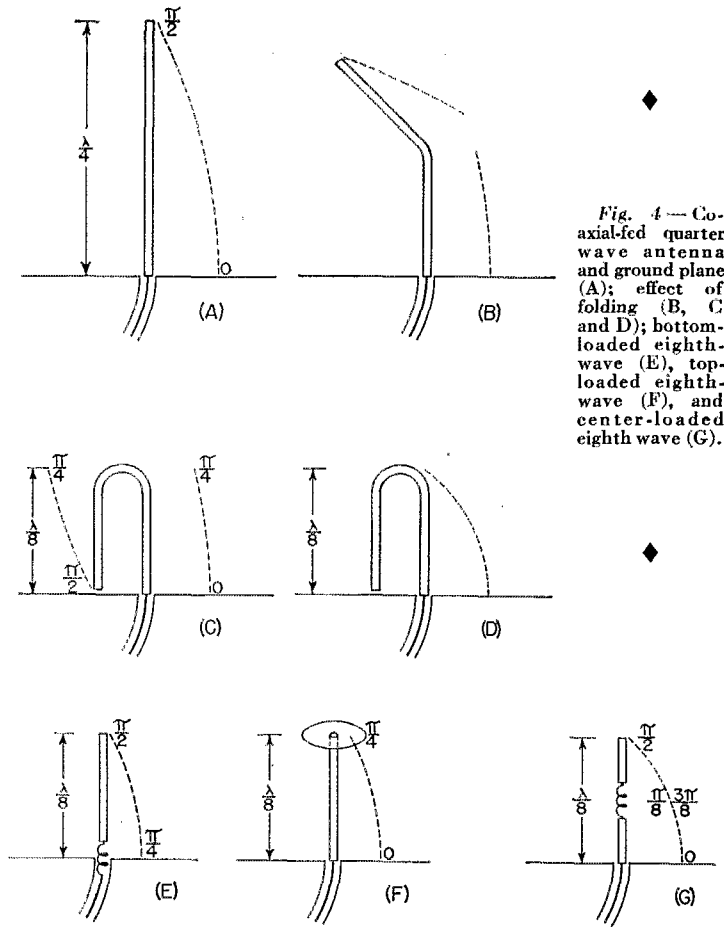 π/2
λ/4
0
(A)
(B)
Fig. 4 — Co-
axial-fed quarter
wave antenna
and ground plane
(A); effect of
folding (B, C
and D); bottom-
loaded eighth-
wave (E), top-
loaded eighth-
wave (F), and
center-loaded
eighth wave (G).
π/4
π/4
λ/8
π/2
0
(C)
λ/8
(D)
π/2
λ/8
π/4
(E)
π/4
λ/8
0
(F)
π/2
λ/8
π/8 3π/8
0
(G)